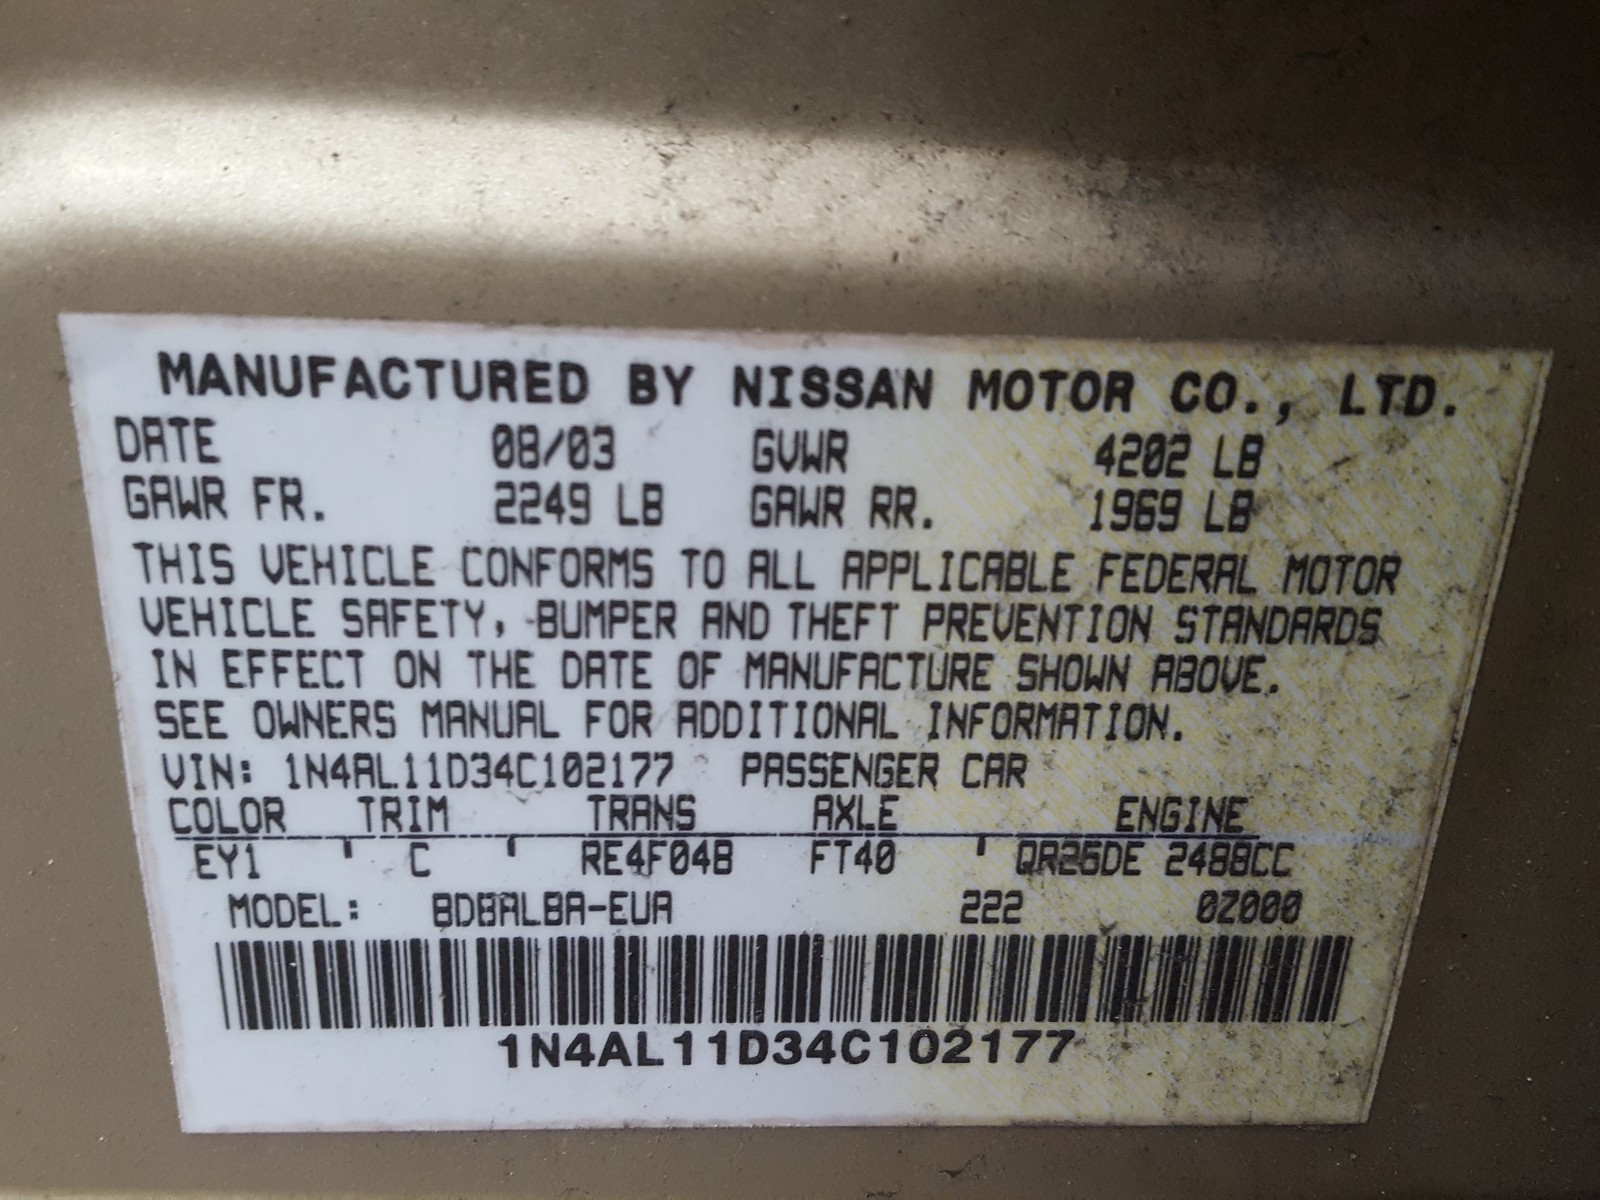 MANUFACTURED BY NISSAN MOTOR CO., LTD.
DATE 08/03 GVWR 4202 LB
GAWR FR. 2249 LB GAWR RR. 1969 LB
THIS VEHICLE CONFORMS TO ALL APPLICABLE FEDERAL MOTOR
VEHICLE SAFETY, BUMPER AND THEFT PREVENTION STANDARDS
IN EFFECT ON THE DATE OF MANUFACTURE SHOWN ABOVE.
SEE OWNERS MANUAL FOR ADDITIONAL INFORMATION.
VIN: 1N4AL11D34C102177 PASSENGER CAR
COLOR TRIM TRANS AXLE ENGINE
EY1 C RE4F04B FT40 QR25DE 2488CC
MODEL: BDBALBA-EUA 222 0Z000
1N4AL11D34C102177